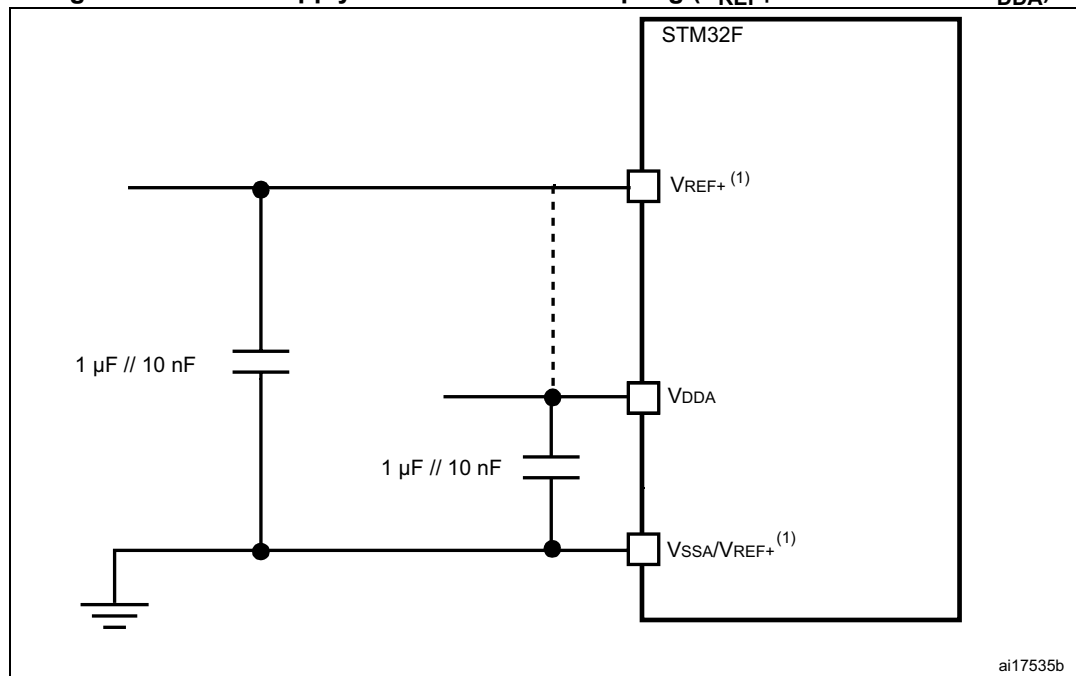 STM32F
VREF+ (1)
1 µF // 10 nF
VDDA
1 µF // 10 nF
VSSA/VREF+ (1)
ai17535b